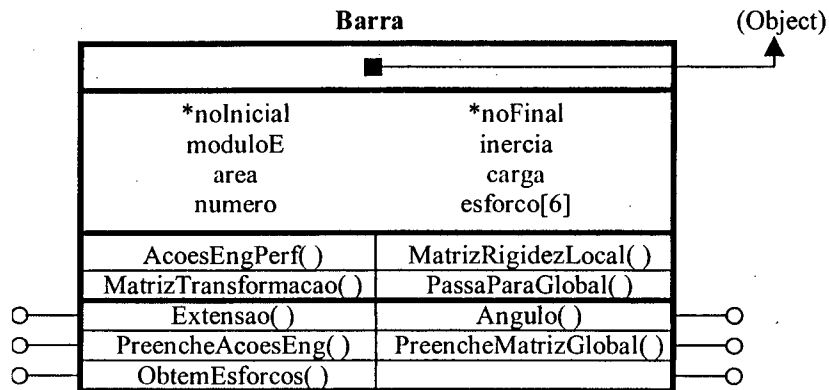 Barra (Object)
*noInicial *noFinal
moduloE inercia
area carga
numero esforco[6]
AcoesEngPerf( ) MatrizRigidezLocal( )
MatrizTransformacao( ) PassaParaGlobal( )
Extensao( ) Angulo( )
PreencheAcoesEng( ) PreencheMatrizGlobal( )
ObtemEsforcos( )